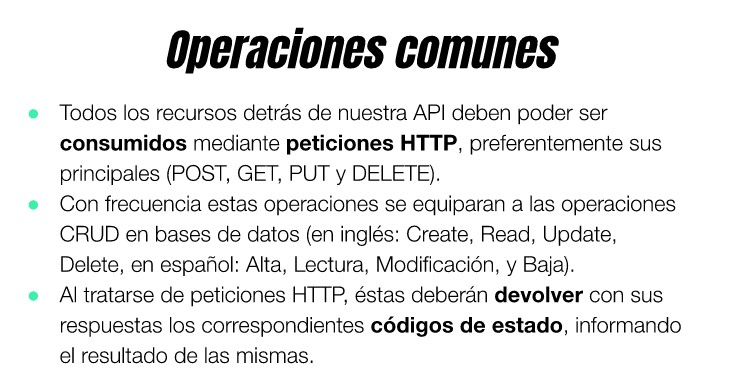 Operaciones comunes
● Todos los recursos detrás de nuestra API deben poder ser
consumidos mediante peticiones HTTP, preferentemente sus
principales (POST, GET, PUT y DELETE).
● Con frecuencia estas operaciones se equiparan a las operaciones
CRUD en bases de datos (en inglés: Create, Read, Update,
Delete, en español: Alta, Lectura, Modificación, y Baja).
● Al tratarse de peticiones HTTP, éstas deberán devolver con sus
respuestas los correspondientes códigos de estado, informando
el resultado de las mismas.